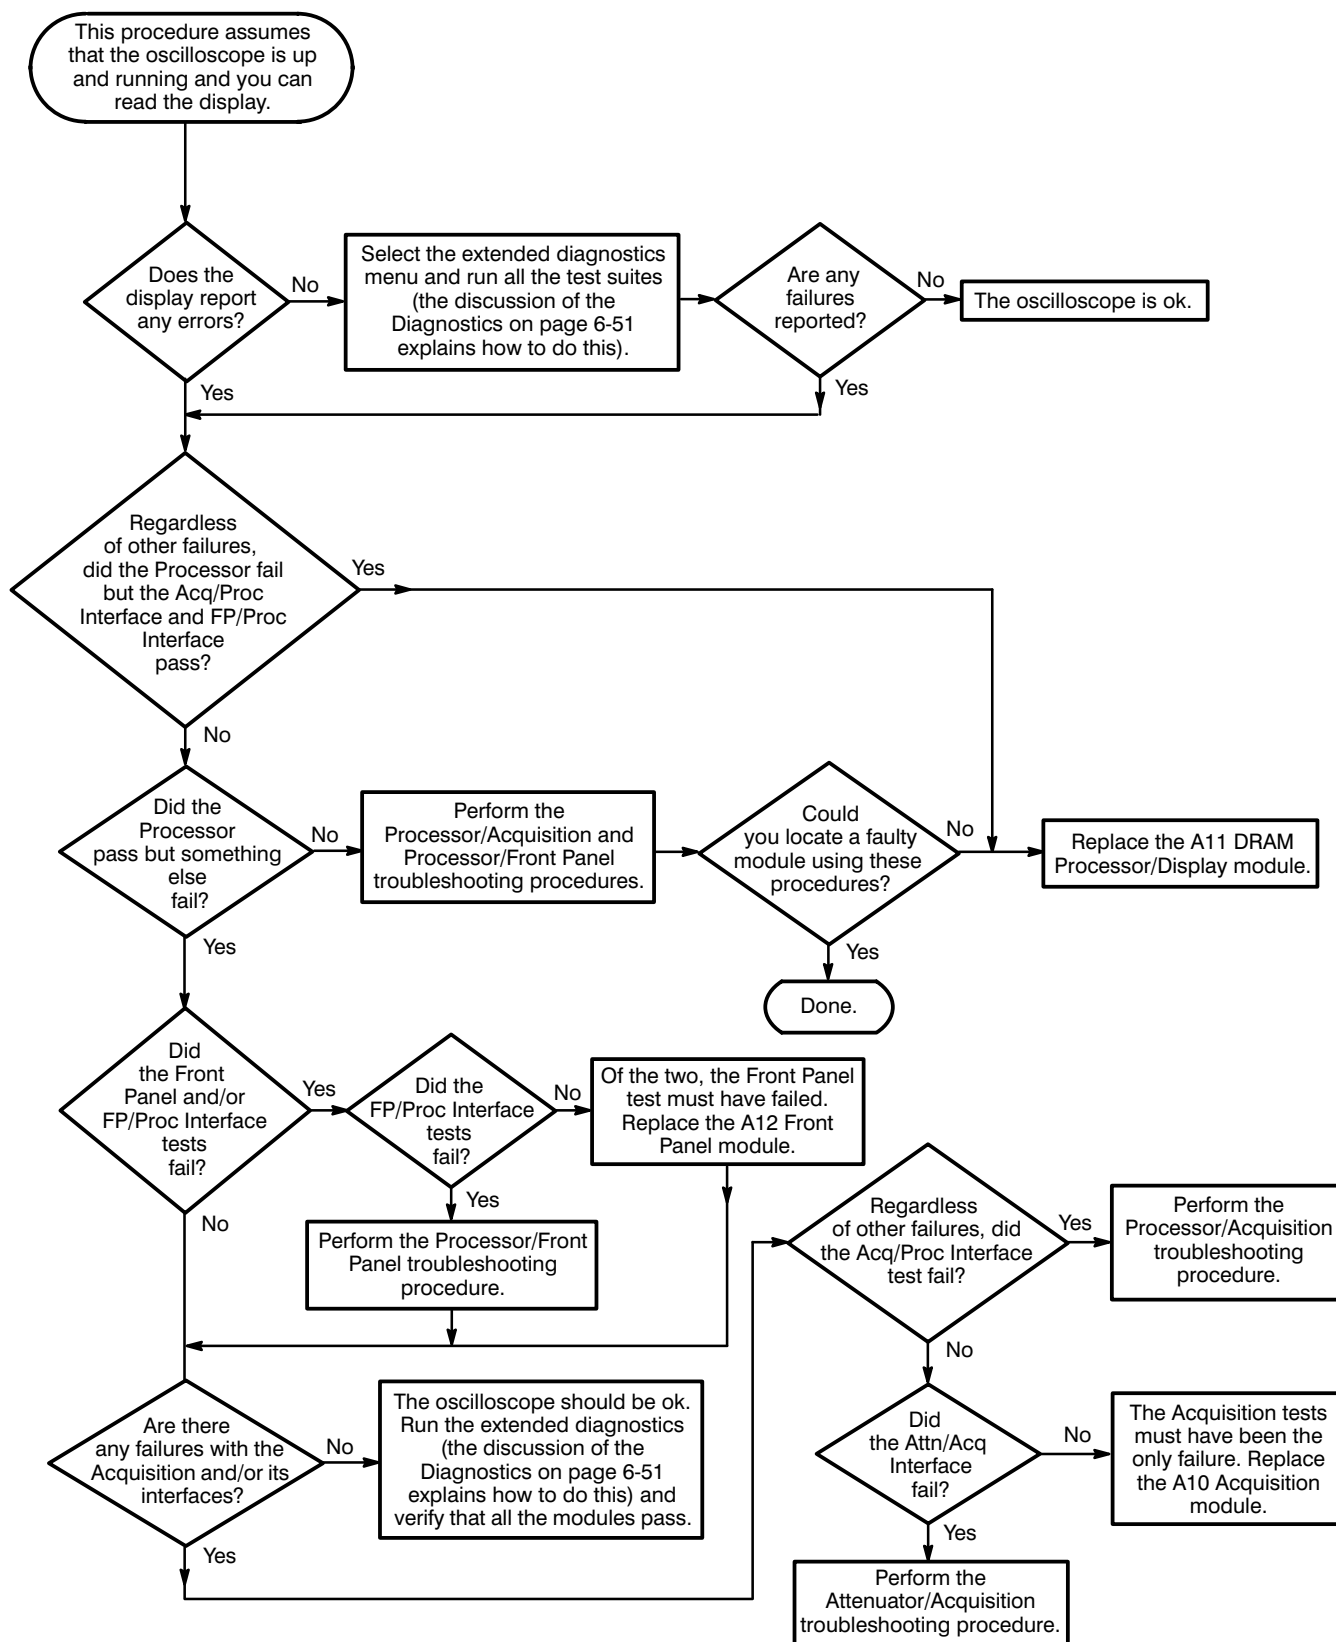 This procedure assumes
that the oscilloscope is up
and running and you can
read the display.
Does the
display report
any errors?
No
Yes
Select the extended diagnostics
menu and run all the test suites
(the discussion of the
Diagnostics on page 6-51
explains how to do this).
Are any
failures
reported?
No
Yes
The oscilloscope is ok.
Regardless
of other failures,
did the Processor fail
but the Acq/Proc
Interface and FP/Proc
Interface
pass?
Yes
No
Did the
Processor
pass but something
else
fail?
No
Yes
Perform the
Processor/Acquisition and
Processor/Front Panel
troubleshooting procedures.
Could
you locate a faulty
module using these
procedures?
No
Yes
Replace the A11 DRAM
Processor/Display module.
Done.
Did
the Front
Panel and/or
FP/Proc Interface
tests
fail?
Yes
No
Did the
FP/Proc Interface
tests
fail?
No
Yes
Of the two, the Front Panel
test must have failed.
Replace the A12 Front
Panel module.
Perform the Processor/Front
Panel troubleshooting
procedure.
Regardless
of other failures, did
the Acq/Proc Interface
test fail?
Yes
No
Perform the
Processor/Acquisition
troubleshooting
procedure.
Are there
any failures with the
Acquisition and/or its
interfaces?
No
Yes
The oscilloscope should be ok.
Run the extended diagnostics
(the discussion of the
Diagnostics on page 6-51
explains how to do this) and
verify that all the modules pass.
Did
the Attn/Acq
Interface
fail?
No
Yes
The Acquisition tests
must have been the
only failure. Replace
the A10 Acquisition
module.
Perform the
Attenuator/Acquisition
troubleshooting procedure.